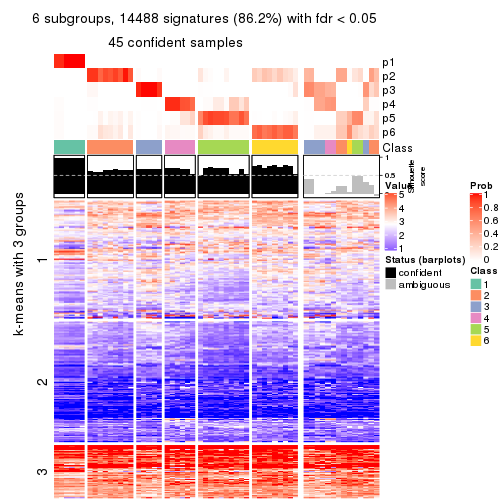 6 subgroups, 14488 signatures (86.2%) with fdr < 0.05
45 confident samples
p1
p2
p3
p4
p5
p6
Class
1
0.5
0
Silhouette
score
k-means with 3 groups
1
2
3
Value
5
4
3
2
1
Status (barplots)
confident
ambiguous
Prob
1
0.8
0.6
0.4
0.2
0
Class
1
2
3
4
5
6